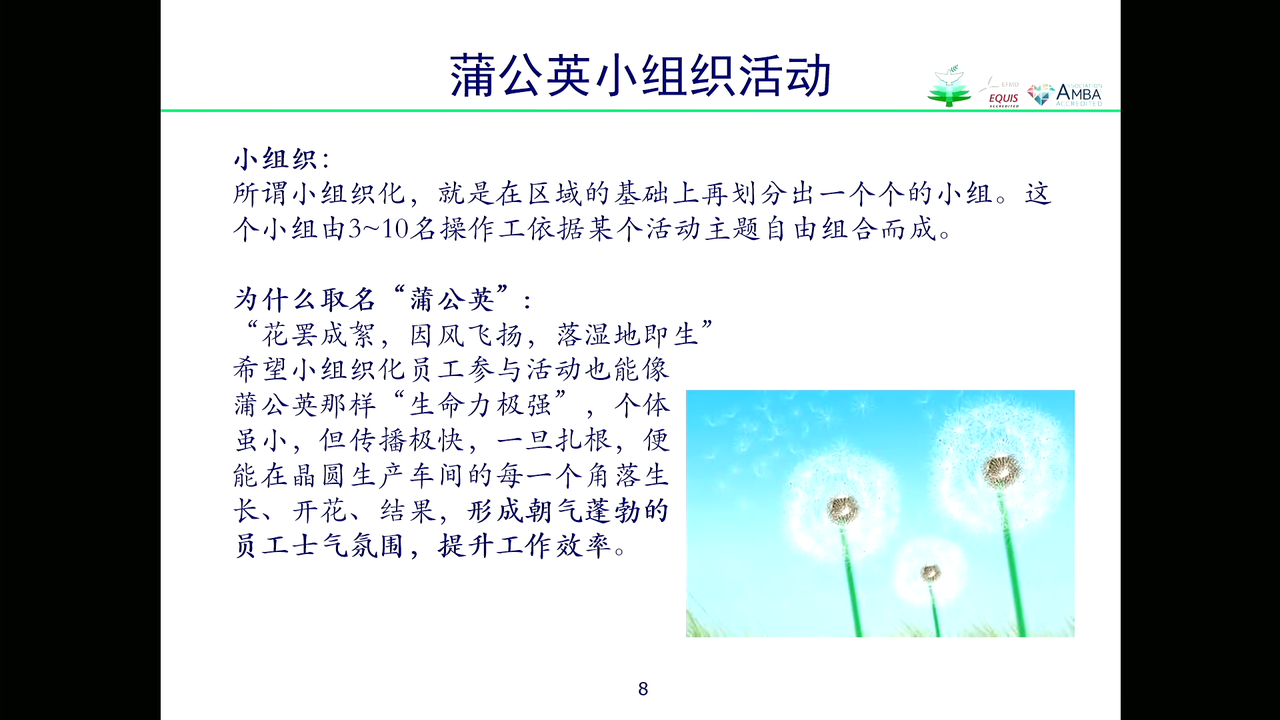 蒲公英小组织活动
EFMD
EQUIS
ACCREDITED
ASSOCIATION
AMBA
ACCREDITED
小组织：
所谓小组织化，就是在区域的基础上再划分出一个个的小组。这
个小组由3~10名操作工依据某个活动主题自由组合而成。
为什么取名“蒲公英”：
“花罢成絮，因风飞扬，落湿地即生”
希望小组织化员工参与活动也能像
蒲公英那样“生命力极强”，个体
虽小，但传播极快，一旦扎根，便
能在晶圆生产车间的每一个角落生
长、开花、结果，形成朝气蓬勃的
员工士气氛围，提升工作效率。
8